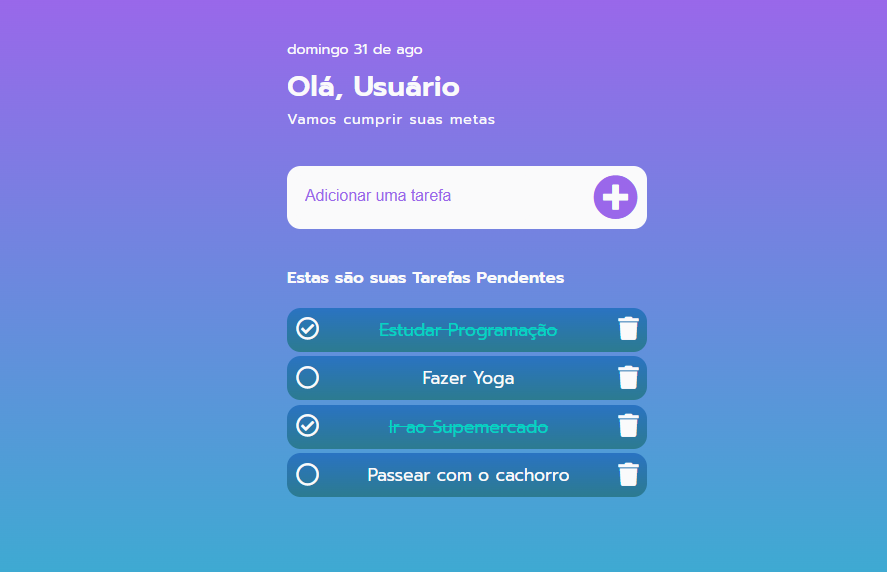 domingo 31 de ago
Olá, Usuário
Vamos cumprir suas metas
Adicionar uma tarefa
Estas são suas Tarefas Pendentes
Estudar Programação
Fazer Yoga
Ir ao Supemercado
Passear com o cachorro